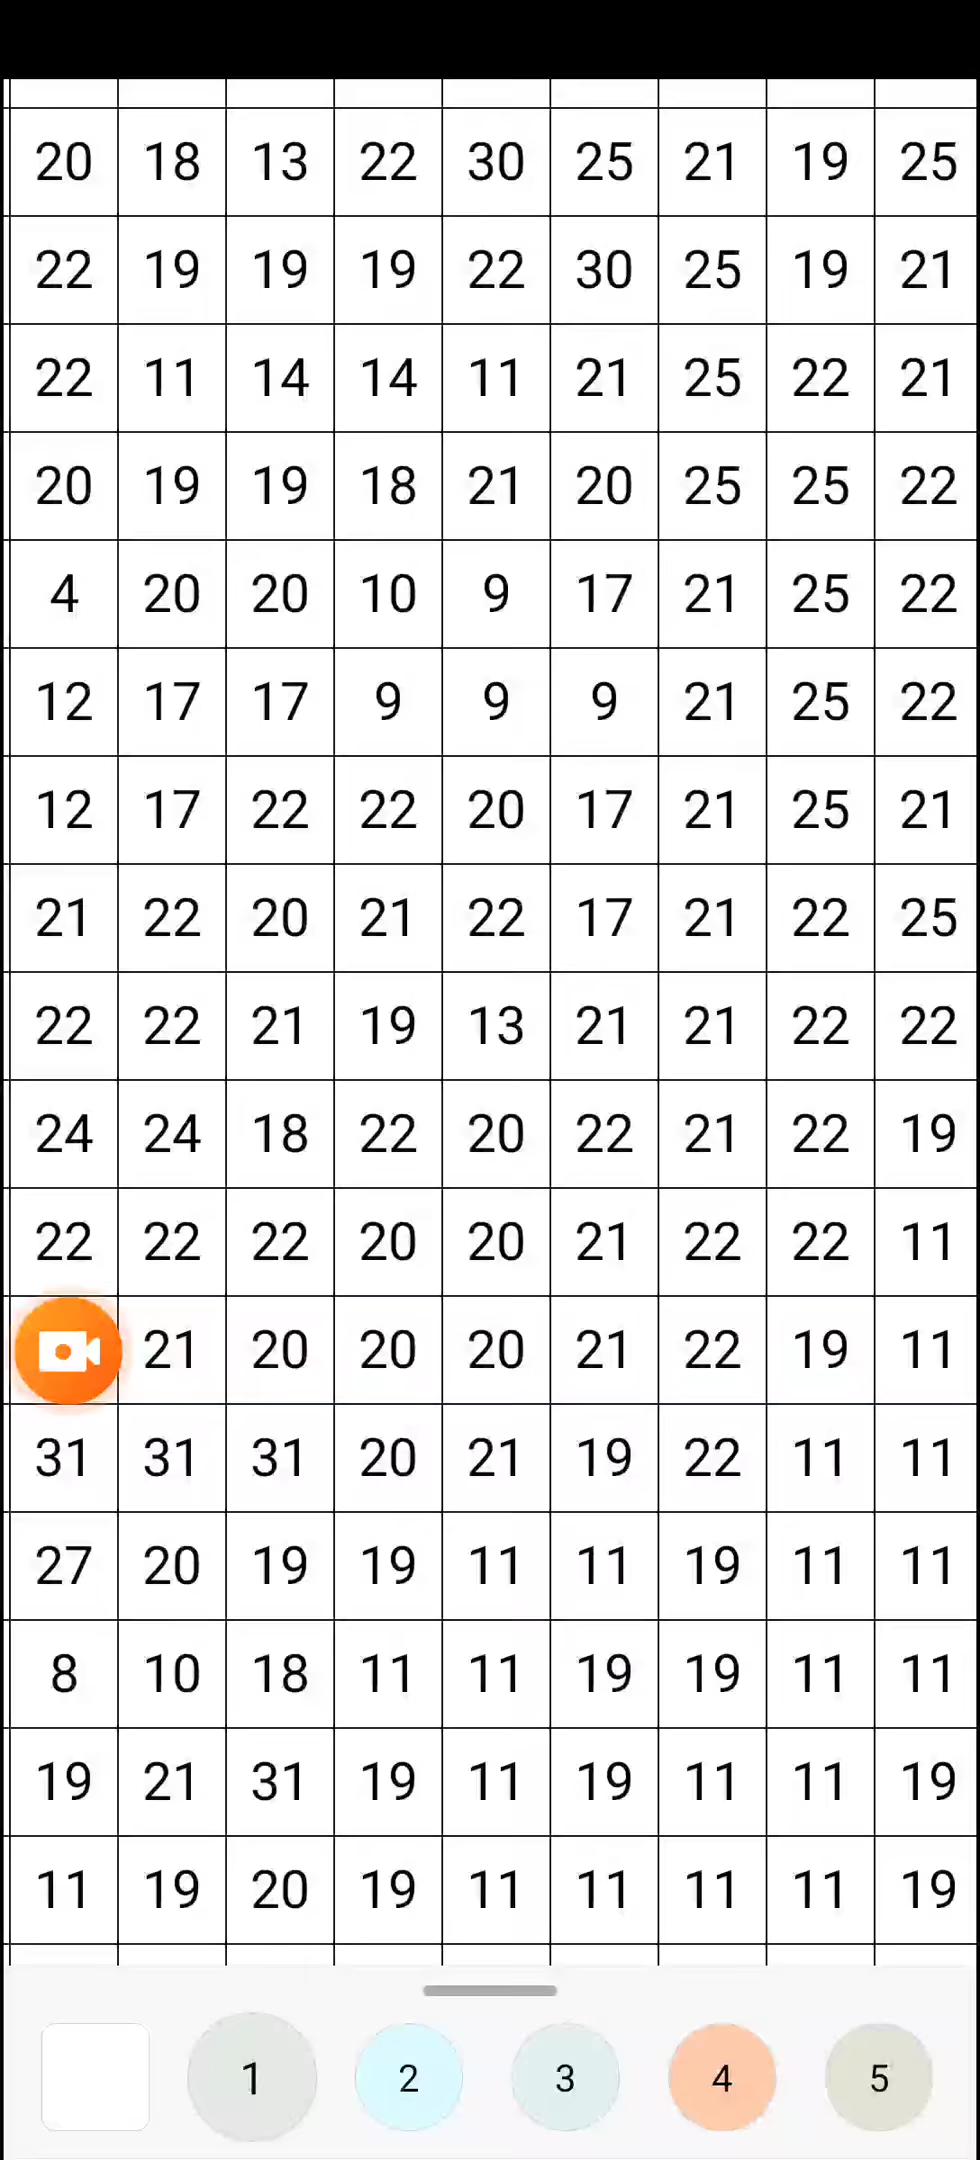 20 18 13 22 30 25 21 19 25
22 19 19 19 22 30 25 19 21
22 11 14 14 11 21 25 22 21
20 19 19 18 21 20 25 25 22
4 20 20 10 9 17 21 25 22
12 17 17 9 9 9 21 25 22
12 17 22 22 20 17 21 25 21
21 22 20 21 22 17 21 22 25
22 22 21 19 13 21 21 22 22
24 24 18 22 20 22 21 22 19
22 22 22 20 20 21 22 22 11
21 20 20 20 21 22 19 11
31 31 31 20 21 19 22 11 11
27 20 19 19 11 11 19 11 11
8 10 18 11 11 19 19 11 11
19 21 31 19 11 19 11 11 19
11 19 20 19 11 11 11 11 19
1 2 3 4 5